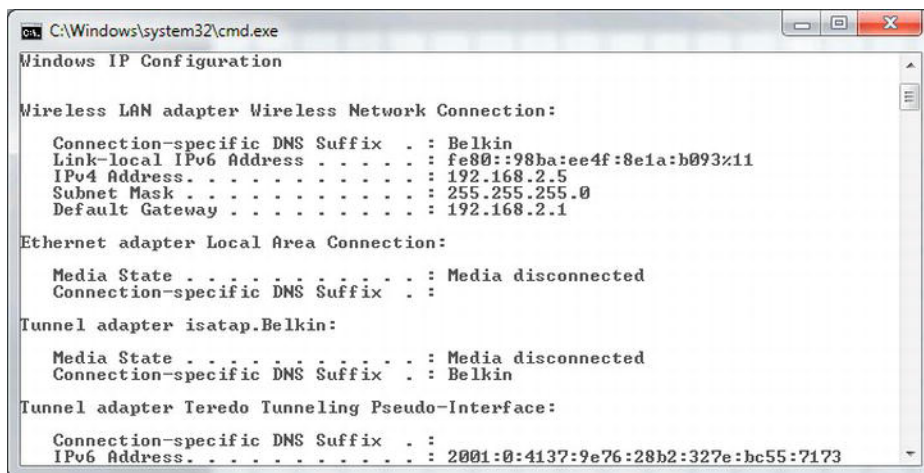 C:\Windows\system32\cmd.exe
Windows IP Configuration
Wireless LAN adapter Wireless Network Connection:
Connection-specific DNS Suffix . : Belkin
Link-local IPv6 Address . . . . . : fe80::98ba:ee4f:8e1a:b093%11
IPv4 Address. . . . . . . . . . . : 192.168.2.5
Subnet Mask . . . . . . . . . . . : 255.255.255.0
Default Gateway . . . . . . . . . : 192.168.2.1
Ethernet adapter Local Area Connection:
Media State . . . . . . . . . . . : Media disconnected
Connection-specific DNS Suffix . :
Tunnel adapter isatap.Belkin:
Media State . . . . . . . . . . . : Media disconnected
Connection-specific DNS Suffix . : Belkin
Tunnel adapter Teredo Tunneling Pseudo-Interface:
Connection-specific DNS Suffix . :
IPv6 Address. . . . . . . . . . . : 2001:0:4137:9e76:28b2:327e:bc55:7173